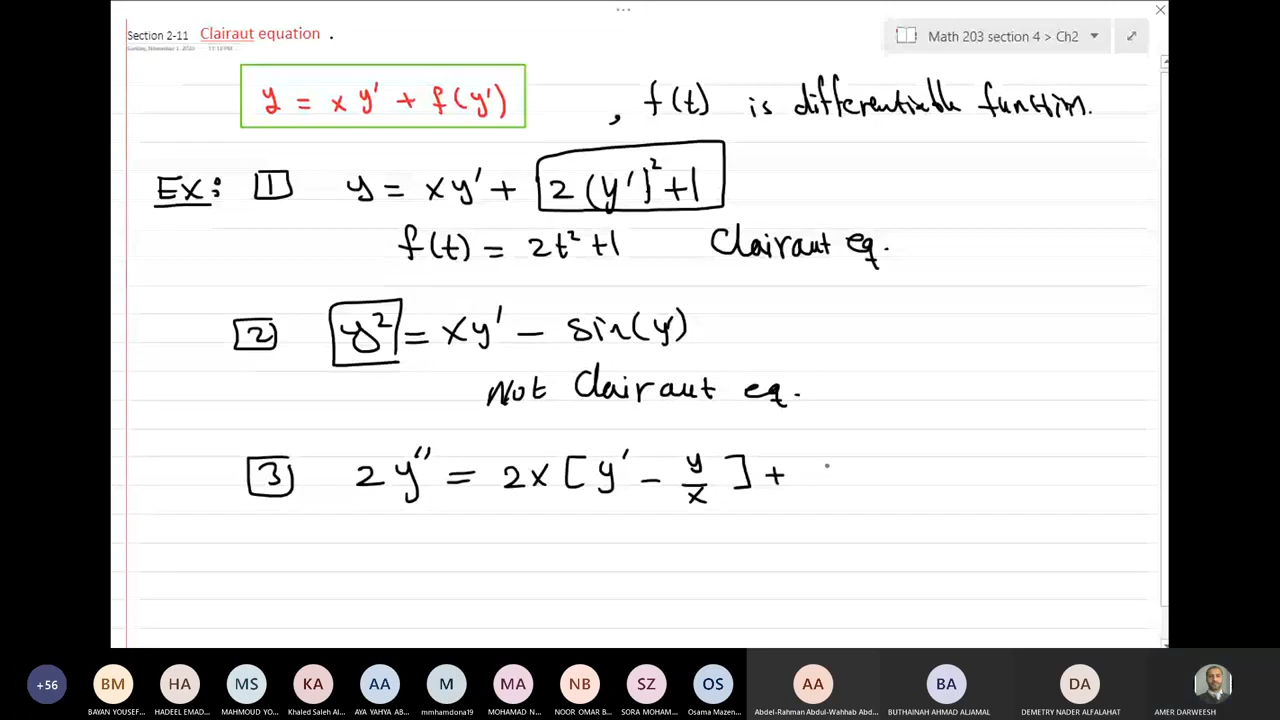 Section 2-11 Clairaut equation .
Math 203 section 4 > Ch2
y = x y' + f(y') , f(t) is differentiable function.
Ex: 1 y = xy' + 2(y')²+1
f(t) = 2t²+1 Clairaut eq.
2 y² = xy' - sin(y')
Not Clairaut eq.
3 2y'' = 2x [ y' - y/x ] +
+56 BM HA MS KA AA M MA NB SZ OS AA BA DA
BAYAN YOUSEF... HADEEL EMAD... MAHMOUD YO... Khaled Saleh Al... AYA YAHYA AB... mmhamdona19 MOHAMAD N... NOOR OMAR B... SORA MOHAM... Osama Mazen... Abdel-Rahman Abdul-Wahhab Abd... BUTHAINAH AHMAD ALJAMAL DEMETRY NADER ALFALAHAT AMER DARWEESH